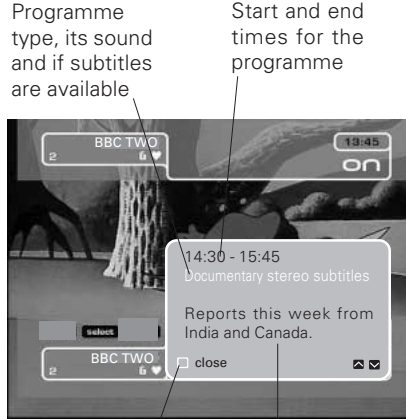 Programme
type, its sound
and if subtitles
are available
Start and end
times for the
programme
BBC TWO
2 6
13:45
on
14:30 - 15:45
Documentary stereo subtitles
Reports this week from
India and Canada.
select
BBC TWO
2 6
close